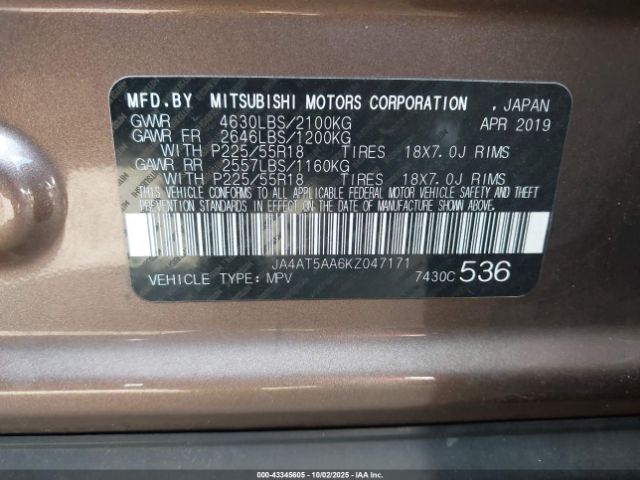 MFD.BY MITSUBISHI MOTORS CORPORATION , JAPAN
GVWR 4630LBS/2100KG APR 2019
GAWR FR 2646LBS/1200KG
WITH P225/55R18 TIRES 18X7.0J RIMS
GAWR RR 2557LBS/1160KG
WITH P225/55R18 TIRES 18X7.0J RIMS
THIS VEHICLE CONFORMS TO ALL APPLICABLE FEDERAL MOTOR VEHICLE SAFETY AND THEFT
PREVENTION STANDARDS IN EFFECT ON THE DATE OF MANUFACTURE SHOWN ABOVE.
JA4AT5AA6KZ047171
VEHICLE TYPE: MPV 7430C 536
000-43345605 - 10/02/2025 - IAAI.COM